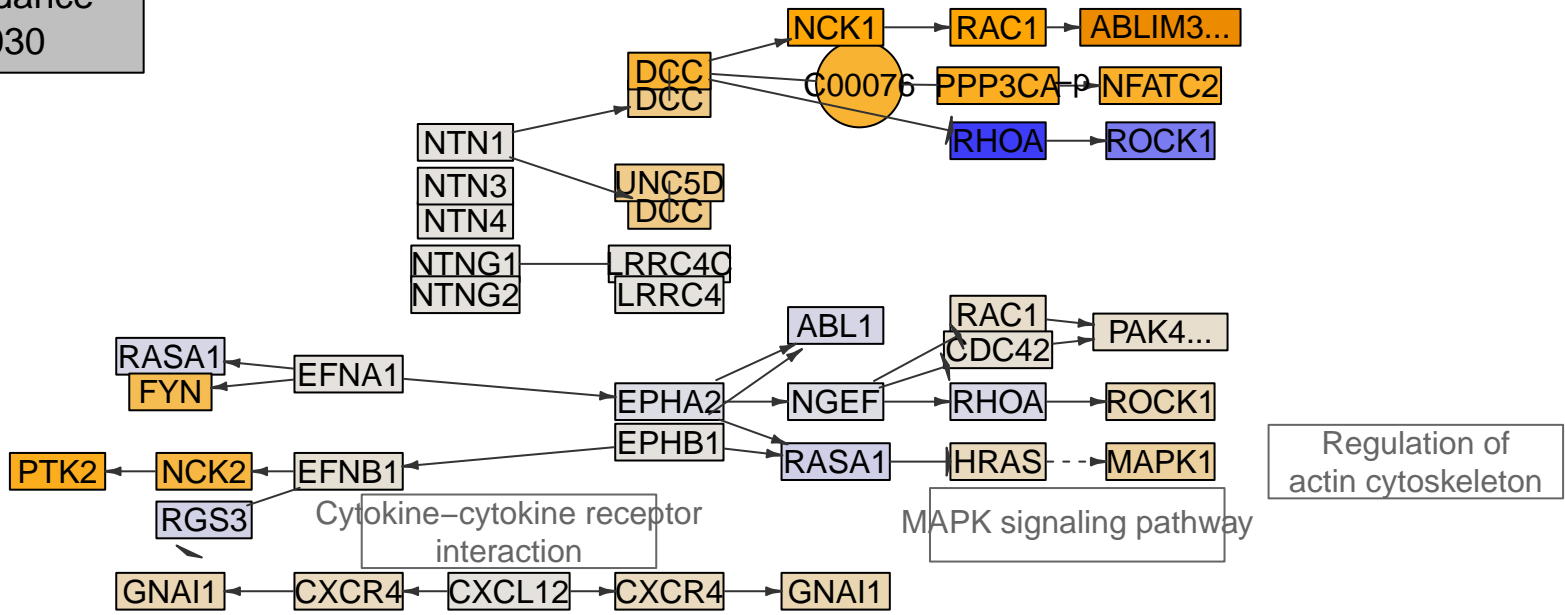 030
NCK1
RAC1
ABLIM3...
DCC
DCC
C00076
PPP3CA
+p
NFATC2
RHOA
ROCK1
NTN1
NTN3
NTN4
UNC5D
DCC
NTNG1
NTNG2
LRRC4C
LRRC4
RASA1
FYN
EFNA1
ABL1
RAC1
CDC42
PAK4...
EPHA2
NGEF
RHOA
ROCK1
EPHB1
PTK2
NCK2
EFNB1
RASA1
HRAS
MAPK1
Regulation of
actin cytoskeleton
RGS3
Cytokine–cytokine receptor
interaction
MAPK signaling pathway
GNAI1
CXCR4
CXCL12
CXCR4
GNAI1